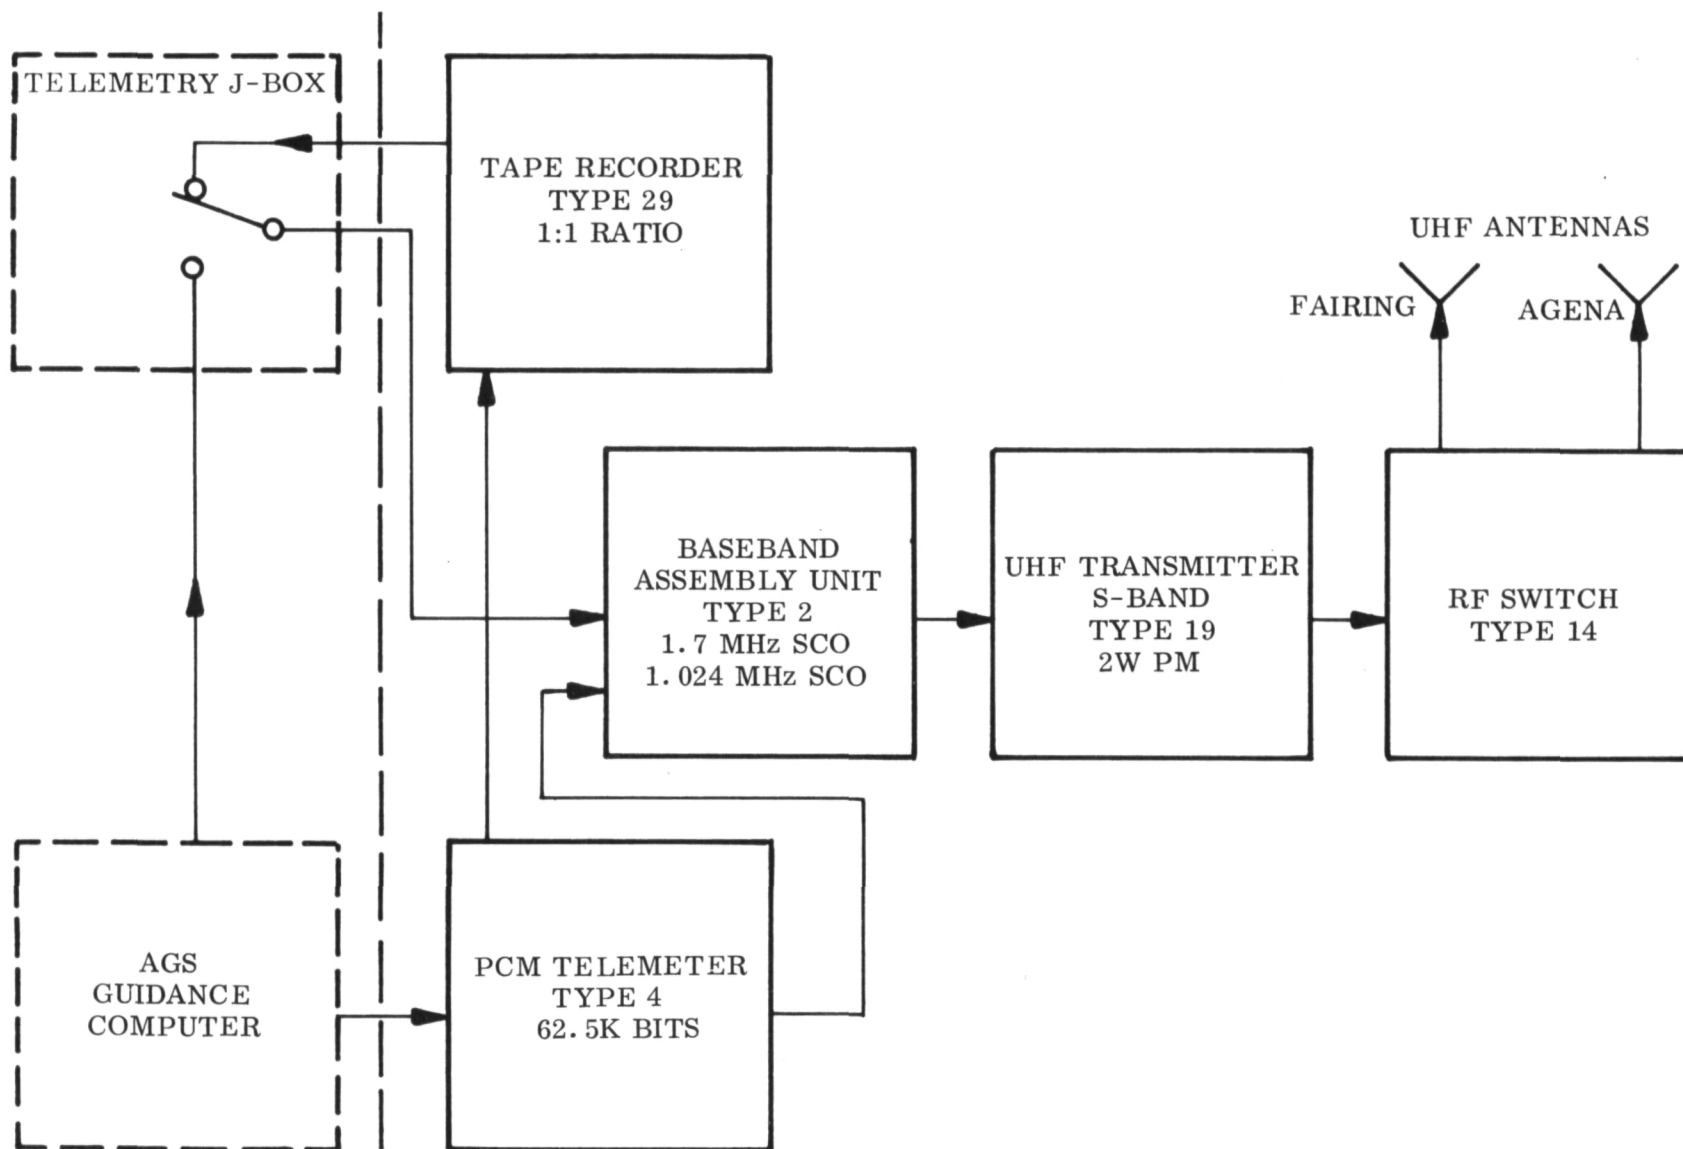 TELEMETRY J-BOX
TAPE RECORDER
TYPE 29
1:1 RATIO
UHF ANTENNAS
FAIRING
AGENA
BASEBAND
ASSEMBLY UNIT
TYPE 2
1.7 MHz SCO
1.024 MHz SCO
UHF TRANSMITTER
S-BAND
TYPE 19
2W PM
RF SWITCH
TYPE 14
AGS
GUIDANCE
COMPUTER
PCM TELEMETER
TYPE 4
62.5K BITS